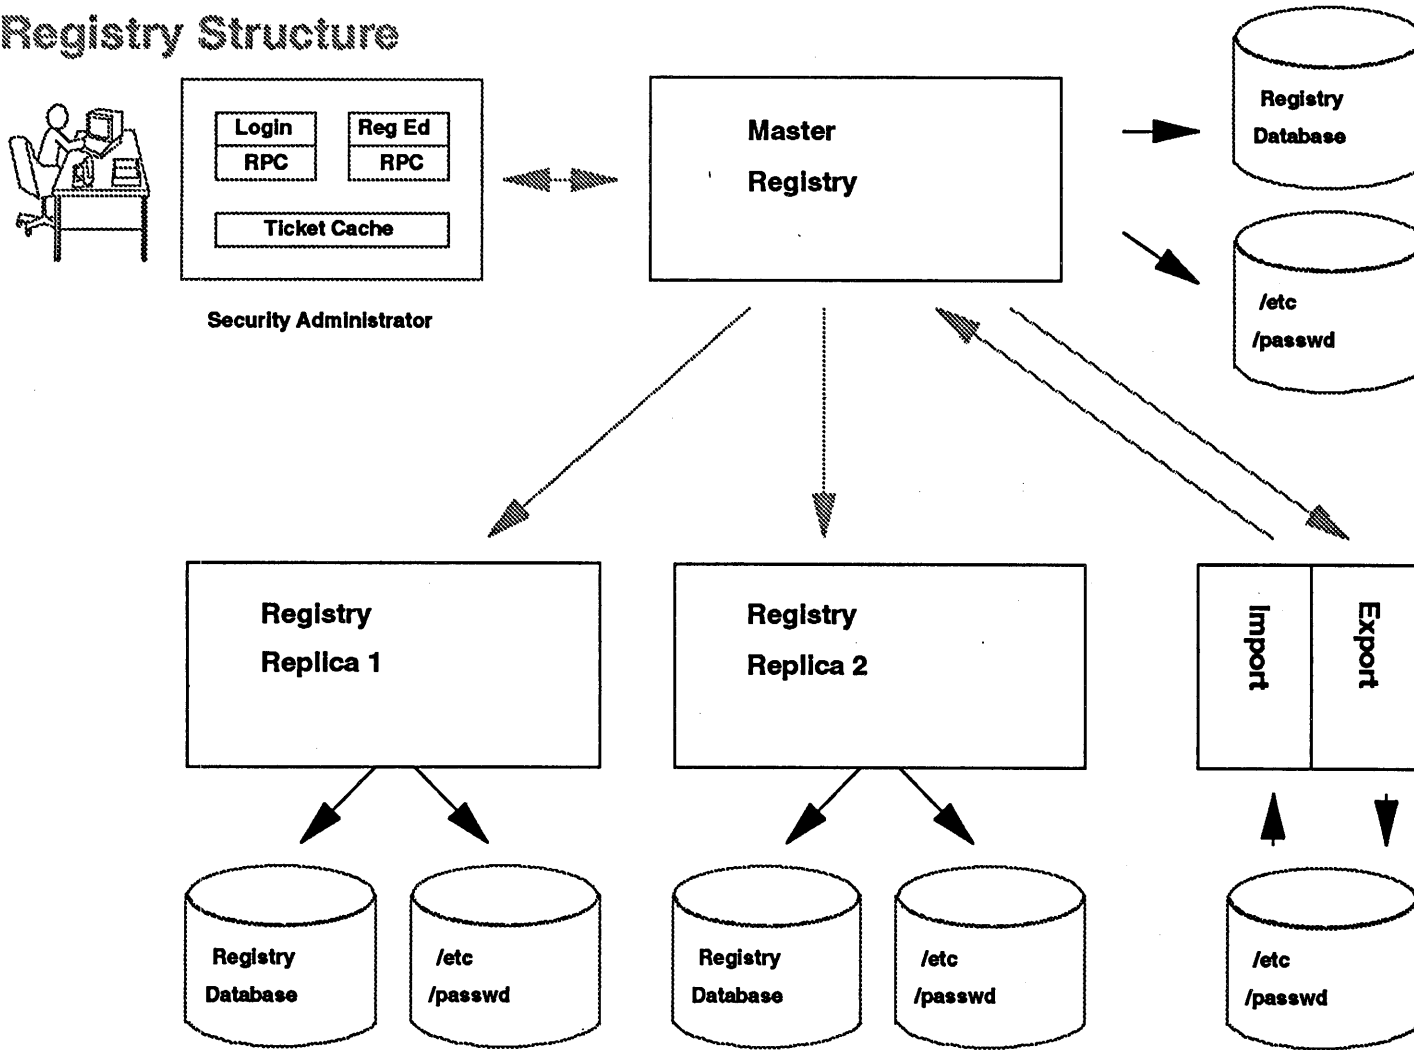 Registry Structure
Login
RPC
Reg Ed
RPC
Ticket Cache
Security Administrator
Master
Registry
Registry
Database
/etc
/passwd
Registry
Replica 1
Registry
Replica 2
Import
Export
Registry
Database
/etc
/passwd
Registry
Database
/etc
/passwd
/etc
/passwd